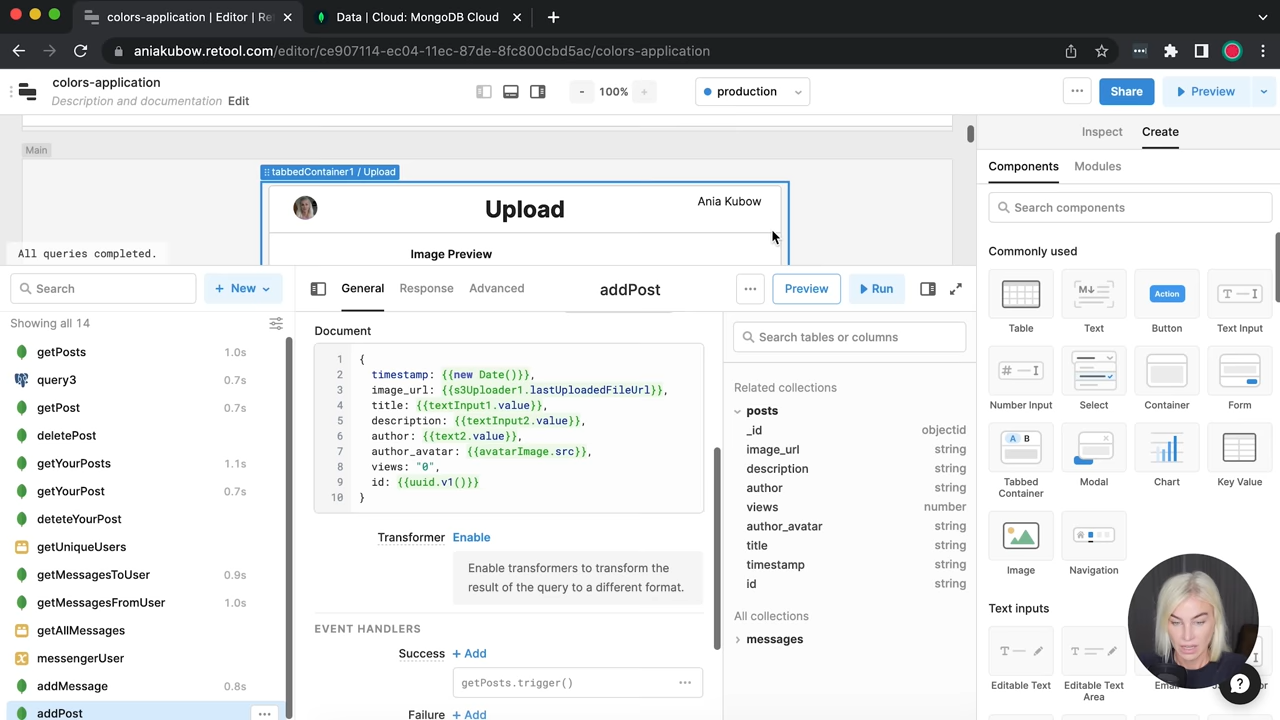 colors-application | Editor | Re
Data | Cloud: MongoDB Cloud
aniakubow.retool.com/editor/ce907114-ec04-11ec-87de-8fc800cbd5ac/colors-application
colors-application
Description and documentation Edit
- 100% +
production
Share
Preview
Inspect Create
Main
tabbedContainer1 / Upload
Upload
Ania Kubow
Image Preview
All queries completed.
Components Modules
Search components
Commonly used
Table
Text
Action
Button
Text Input
Number Input
Select
Container
Form
A B
Tabbed Container
Modal
Chart
Key Value
Image
Navigation
Text inputs
Editable Text
Editable Text Area
Search
+ New
General Response Advanced
addPost
Preview
Run
Showing all 14
getPosts 1.0s
query3 0.7s
getPost 0.7s
deletePost
getYourPosts 1.1s
getYourPost 0.7s
deteteYourPost
getUniqueUsers
getMessagesToUser 0.9s
getMessagesFromUser 1.0s
getAllMessages
messengerUser
addMessage 0.8s
addPost
Document
1 {
2 timestamp: {{new Date()}},
3 image_url: {{s3Uploader1.lastUploadedFileUrl}},
4 title: {{textInput1.value}},
5 description: {{textInput2.value}},
6 author: {{text2.value}},
7 author_avatar: {{avatarImage.src}},
8 views: "0",
9 id: {{uuid.v1()}}
10 }
Transformer Enable
Enable transformers to transform the
result of the query to a different format.
EVENT HANDLERS
Success + Add
getPosts.trigger()
Failure + Add
Search tables or columns
Related collections
posts
_id objectid
image_url string
description string
author string
views number
author_avatar string
title string
timestamp string
id string
All collections
messages